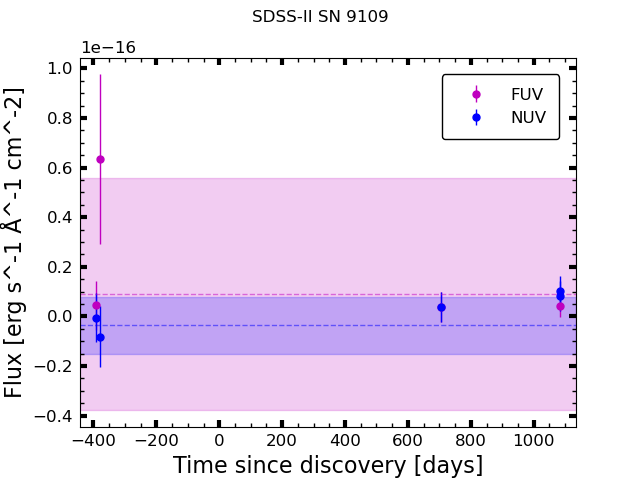 SDSS-II SN 9109
1e−16
1.0
0.8
0.6
0.4
0.2
0.0
−0.2
−0.4
FUV
NUV
−400 −200 0 200 400 600 800 1000
Time since discovery [days]
Flux [erg s^-1 Å^-1 cm^-2]